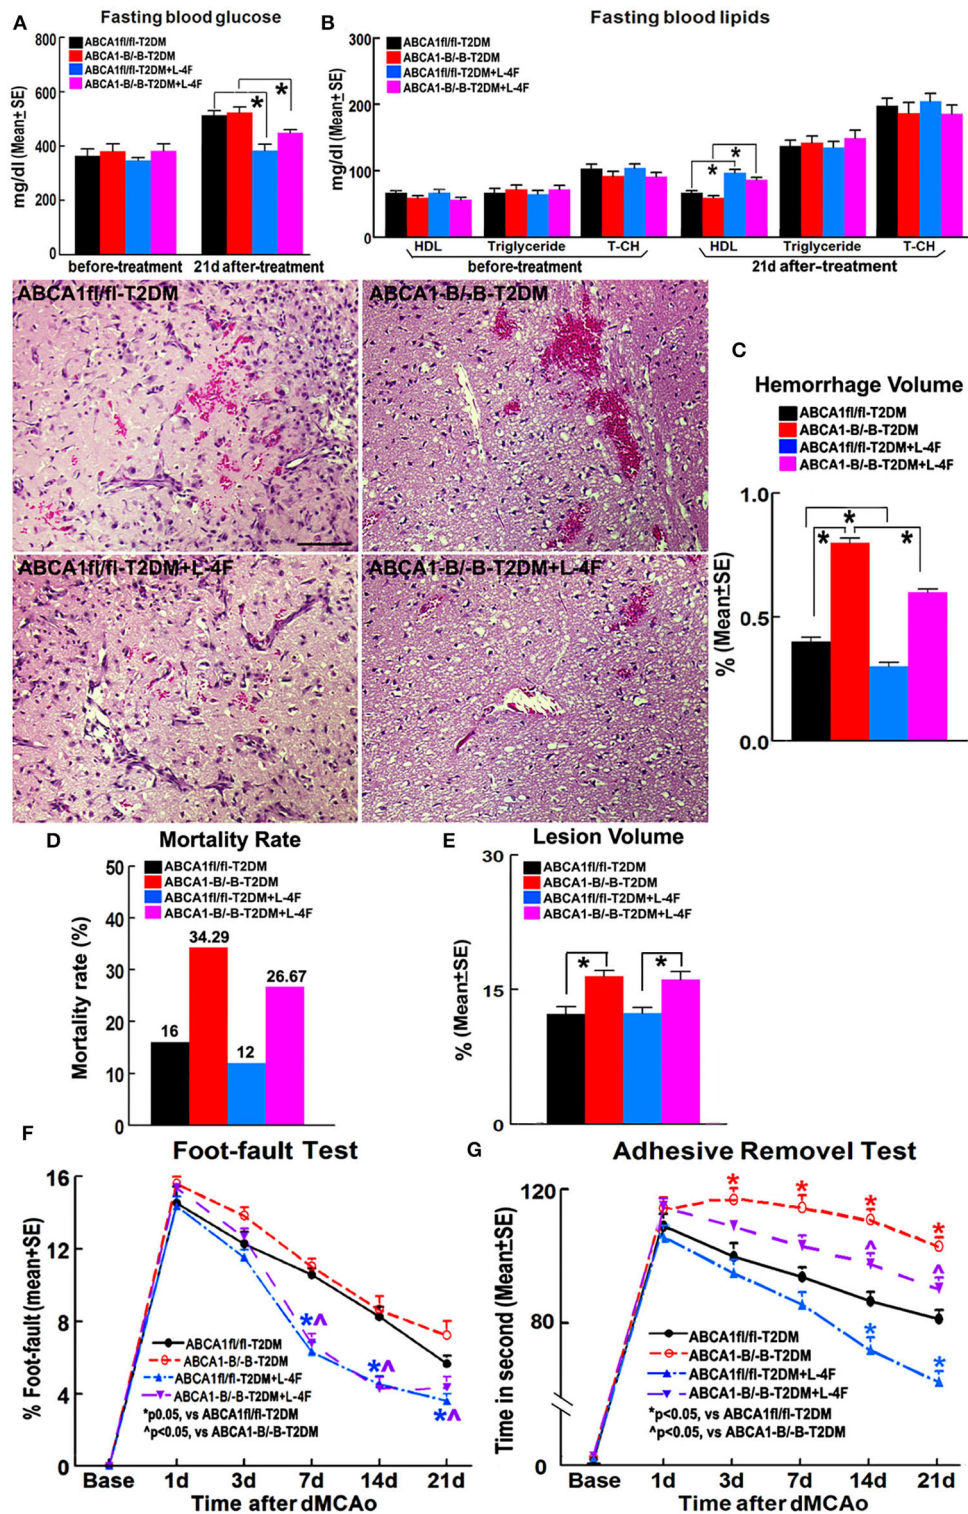 A
Fasting blood glucose
mg/dl (Mean± SE)
800
600
400
200
0
ABCA1fl/fl-T2DM
ABCA1-B/-B-T2DM
ABCA1fl/fl-T2DM+L-4F
ABCA1-B/-B-T2DM+L-4F
*
*
before-treatment
21d after-treatment
B
Fasting blood lipids
mg/dl (Mean±SE)
300
200
100
0
ABCA1fl/fl-T2DM
ABCA1-B/-B-T2DM
ABCA1fl/fl-T2DM+L-4F
ABCA1-B/-B-T2DM+L-4F
*
*
HDL
Triglyceride
T-CH
HDL
Triglyceride
T-CH
before-treatment
21d after-treatment
ABCA1fl/fl-T2DM
ABCA1-B/-B-T2DM
ABCA1fl/fl-T2DM+L-4F
ABCA1-B/-B-T2DM+L-4F
C
Hemorrhage Volume
ABCA1fl/fl-T2DM
ABCA1-B/-B-T2DM
ABCA1fl/fl-T2DM+L-4F
ABCA1-B/-B-T2DM+L-4F
% (Mean±SE)
1.0
0.5
0.0
*
*
*
D
Mortality Rate
Mortality rate (%)
50
40
30
20
10
0
ABCA1fl/fl-T2DM
ABCA1-B/-B-T2DM
ABCA1fl/fl-T2DM+L-4F
ABCA1-B/-B-T2DM+L-4F
16
34.29
12
26.67
E
Lesion Volume
% (Mean±SE)
30
15
0
ABCA1fl/fl-T2DM
ABCA1-B/-B-T2DM
ABCA1fl/fl-T2DM+L-4F
ABCA1-B/-B-T2DM+L-4F
*
*
F
Foot-fault Test
% Foot-fault (mean+SE)
16
12
8
4
0
*^
*^
*^
ABCA1fl/fl-T2DM
ABCA1-B/-B-T2DM
ABCA1fl/fl-T2DM+L-4F
ABCA1-B/-B-T2DM+L-4F
*p0.05, vs ABCA1fl/fl-T2DM
^p<0.05, vs ABCA1-B/-B-T2DM
Base
1d
3d
7d
14d
21d
Time after dMCAo
G
Adhesive Removel Test
Time in second (Mean±SE)
120
80
0
*
*
*
*
^
^
*
*
ABCA1fl/fl-T2DM
ABCA1-B/-B-T2DM
ABCA1fl/fl-T2DM+L-4F
ABCA1-B/-B-T2DM+L-4F
*p<0.05, vs ABCA1fl/fl-T2DM
^p<0.05, vs ABCA1-B/-B-T2DM
Base
1d
3d
7d
14d
21d
Time after dMCAo